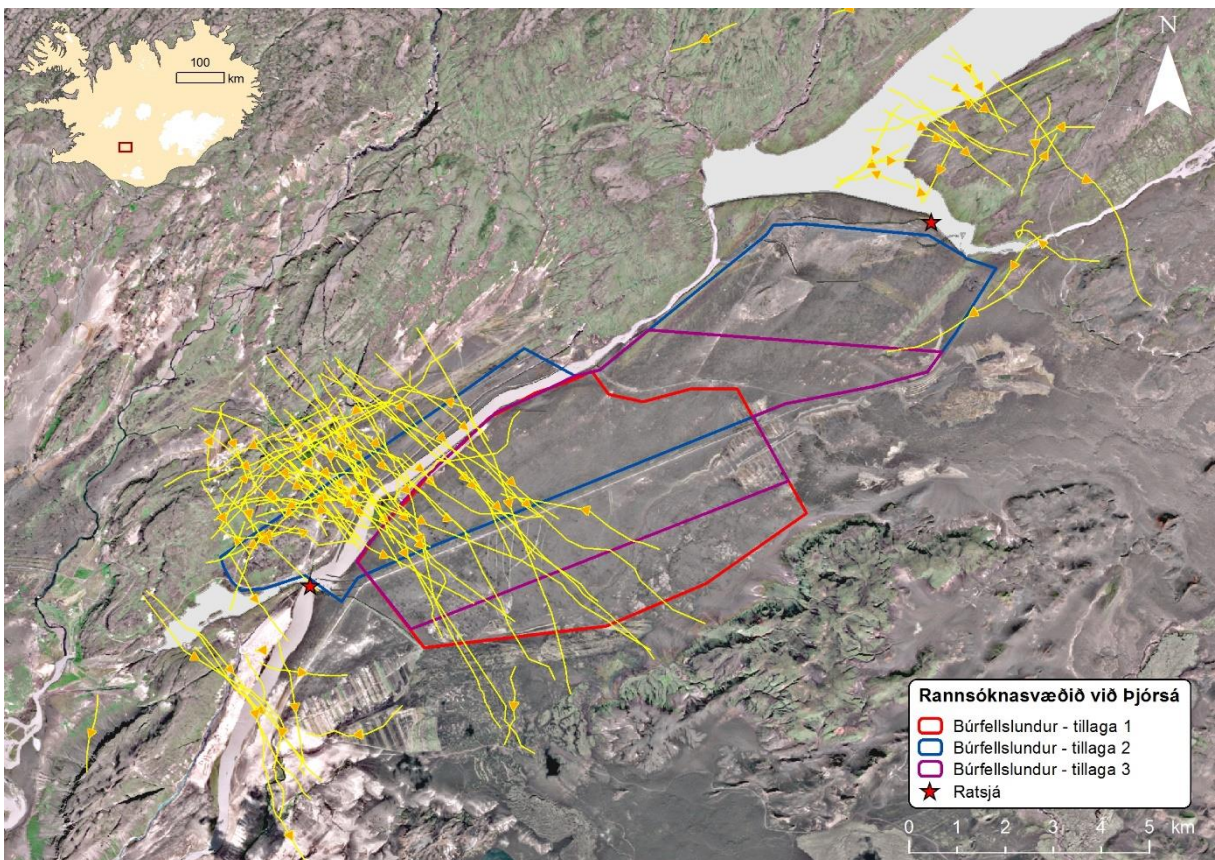 100
km
N
Rannsóknasvæðið við Þjórsá
Búrfellslundur - tillaga 1
Búrfellslundur - tillaga 2
Búrfellslundur - tillaga 3
Ratsjá
0 1 2 3 4 5 km